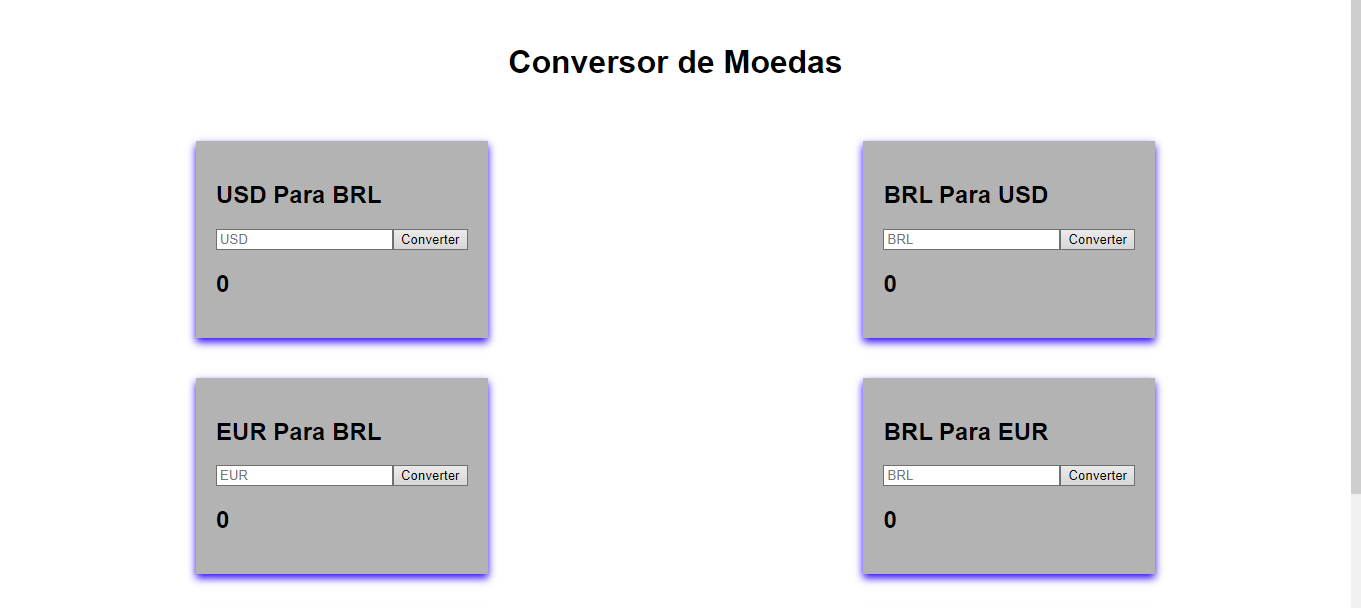 Conversor de Moedas
USD Para BRL
USD Converter
0
BRL Para USD
BRL Converter
0
EUR Para BRL
EUR Converter
0
BRL Para EUR
BRL Converter
0